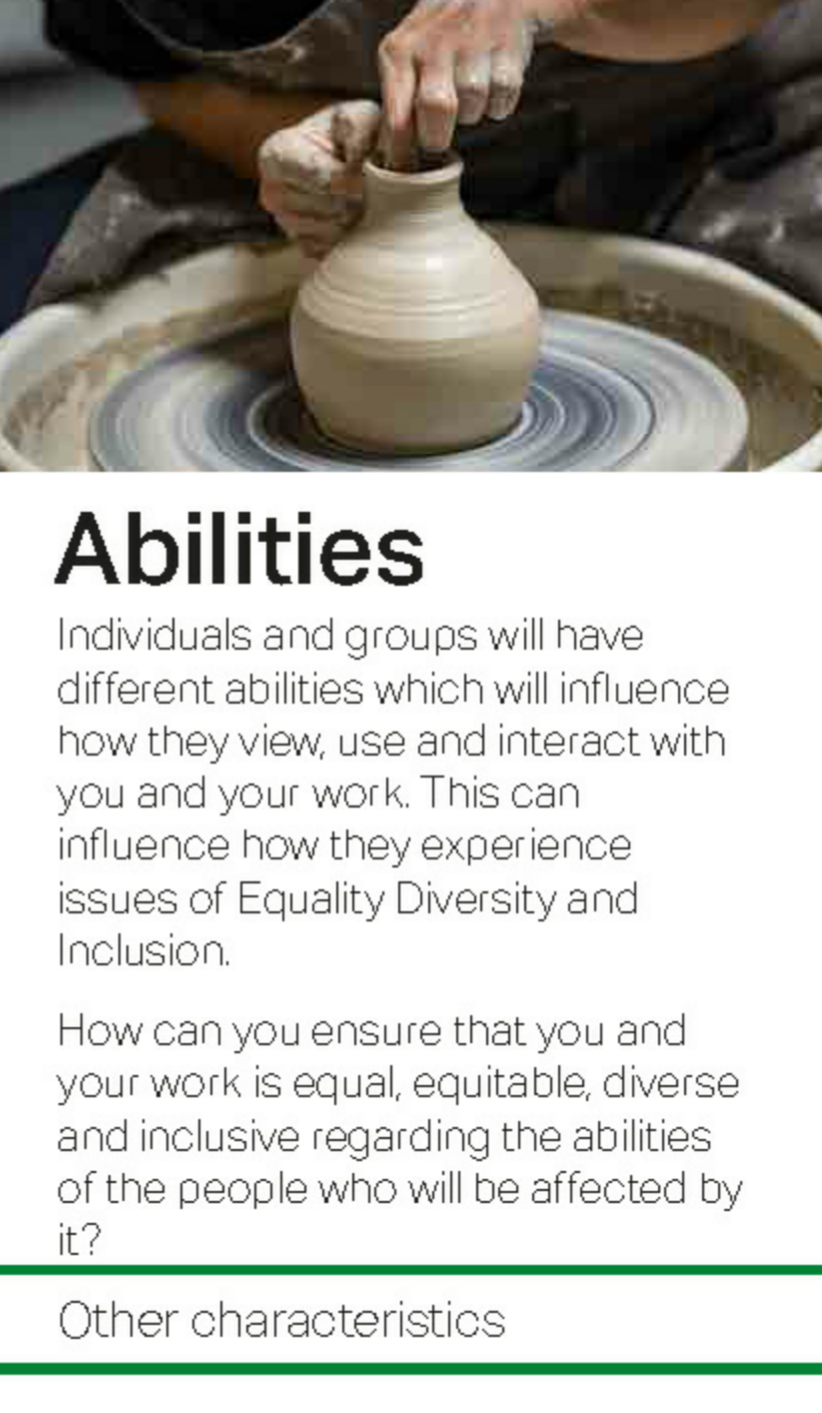 Abilities
Individuals and groups will have
different abilities which will influence
how they view, use and interact with
you and your work. This can
influence how they experience
issues of Equality Diversity and
Inclusion.
How can you ensure that you and
your work is equal, equitable, diverse
and inclusive regarding the abilities
of the people who will be affected by
it?
Other characteristics